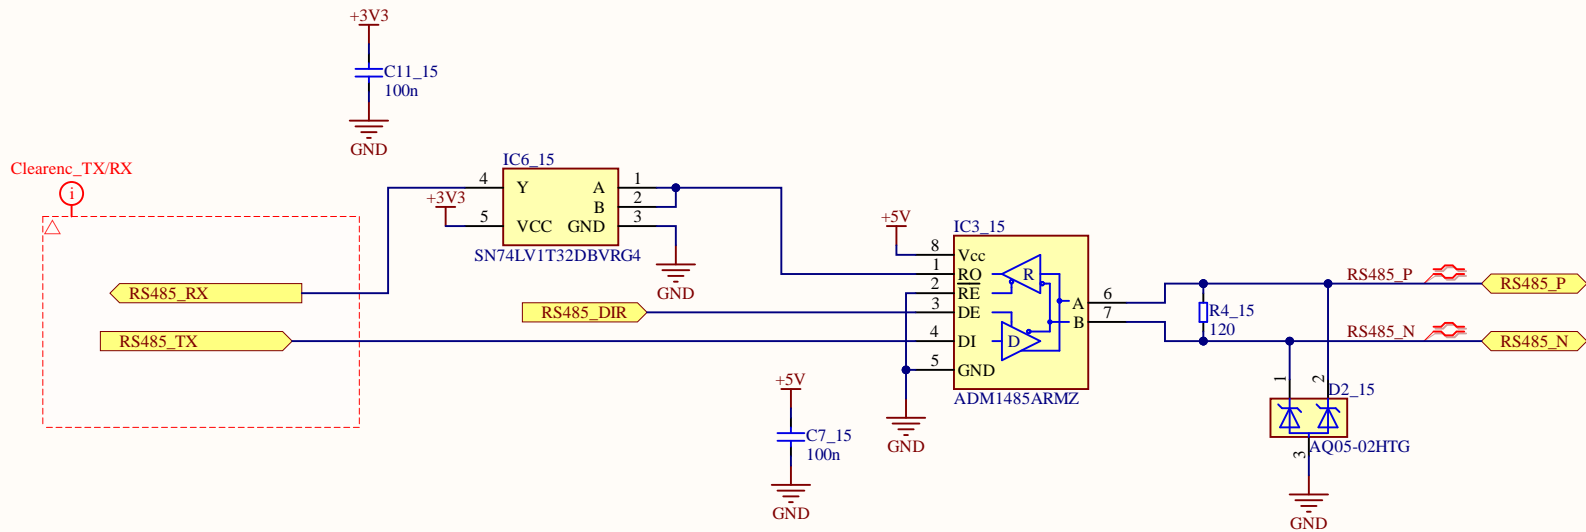 +3V3
C11_15
100n
GND
Clearenc_TX/RX
i
IC6_15
4 Y A 1
+3V3
B 2
5 VCC GND 3
SN74LV1T32DBVRG4
GND
RS485_RX
RS485_DIR
RS485_TX
+5V
IC3_15
8 Vcc
1 RO R
2 RE
3 DE
4 DI D
5 GND
A 6
B 7
ADM1485ARMZ
GND
+5V
C7_15
100n
GND
RS485_P
RS485_P
R4_15
120
RS485_N
RS485_N
1 2
D2_15
AQ05-02HTG
3
GND